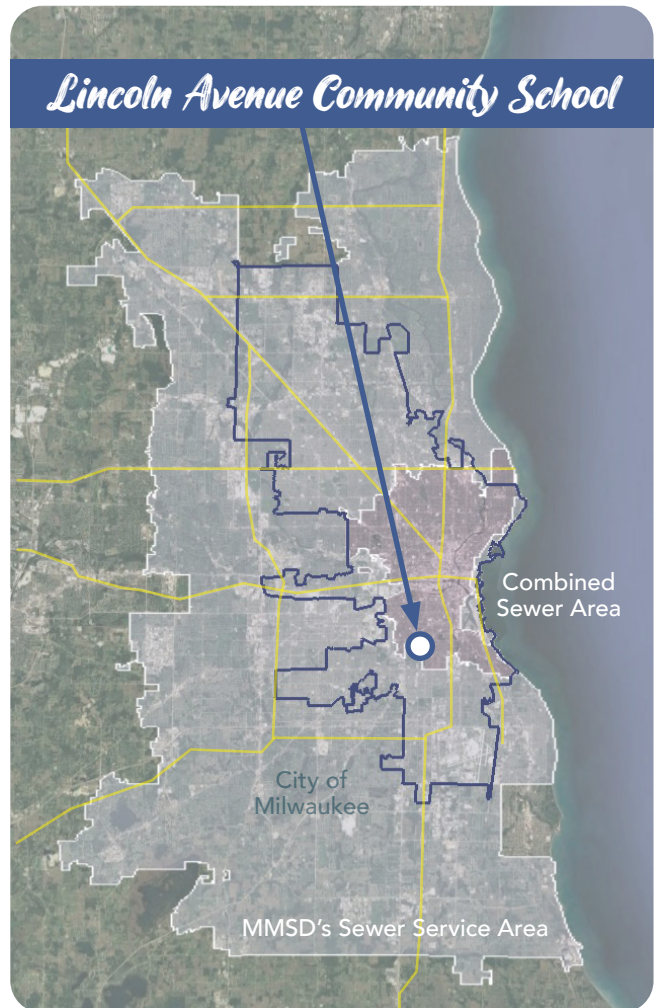 Lincoln Avenue Community School
Combined
Sewer Area
City of
Milwaukee
MMSD's Sewer Service Area